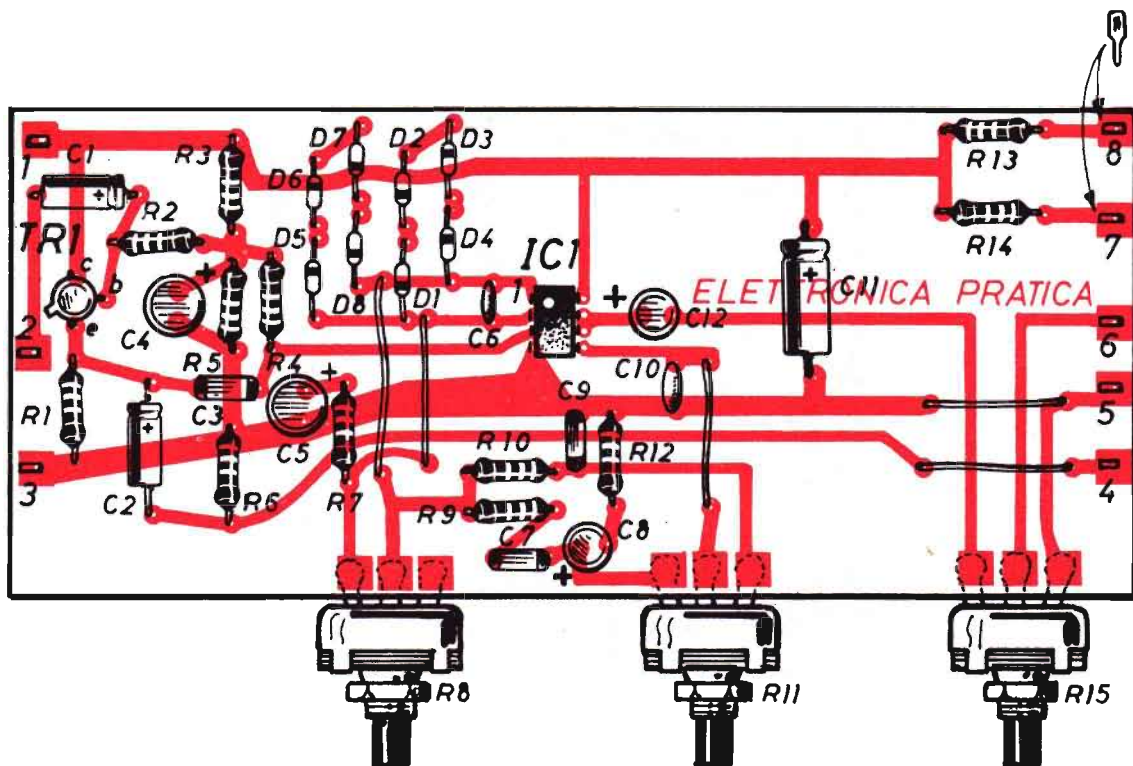 D7
D2
D3
C1
R3
R13
8
1
D6
R2
TR1
D5
D4
IC1
R14
7
c
b
+
+
1
+
ELETTRONICA PRATICA
C11
D8
D1
C6
C12
6
2
e
C4
R5
R4
+
C10
C9
5
R1
+
C3
C5
R10
R12
3
C2
R6
R7
R9
C7
C8
4
+
R8
R11
R15